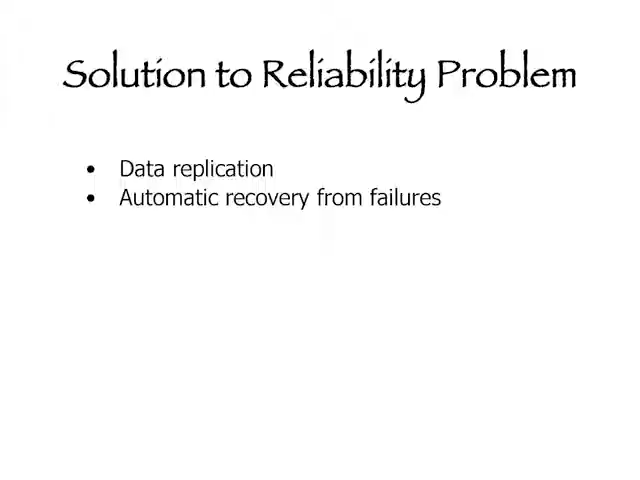 Solution to Reliability Problem
• Data replication
• Automatic recovery from failures